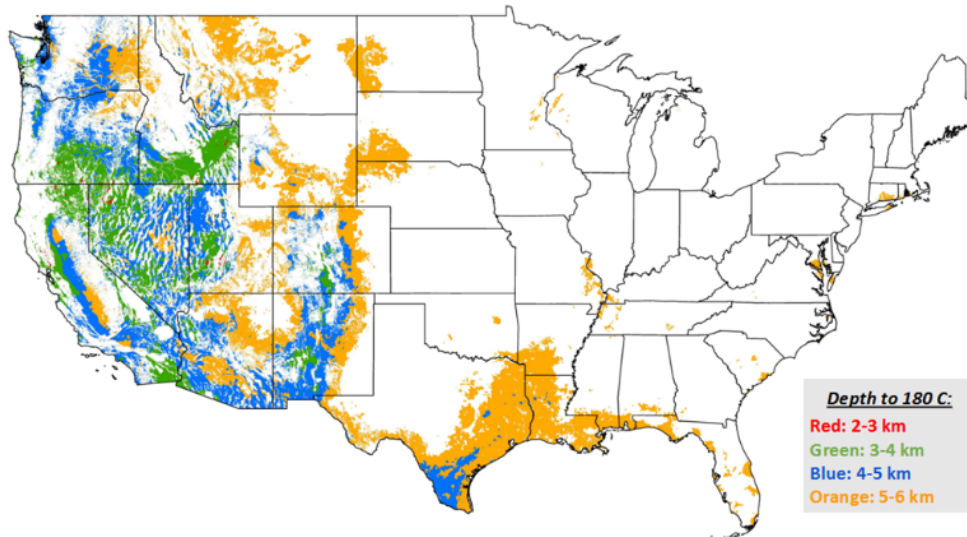 Depth to 180 C:
Red: 2-3 km
Green: 3-4 km
Blue: 4-5 km
Orange: 5-6 km